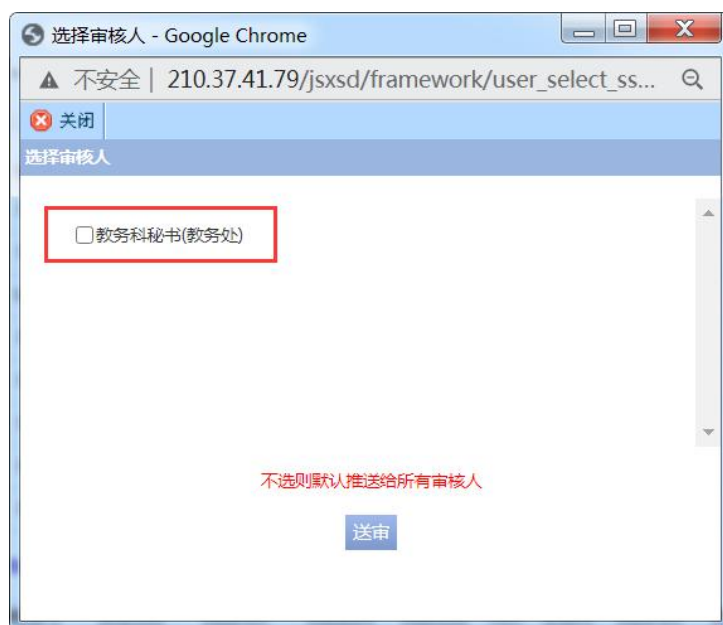 选择审核人 - Google Chrome
不安全 | 210.37.41.79/jsxsd/framework/user_select_ss...
关闭
选择审核人
教务科秘书(教务处)
不选则默认推送给所有审核人
送审